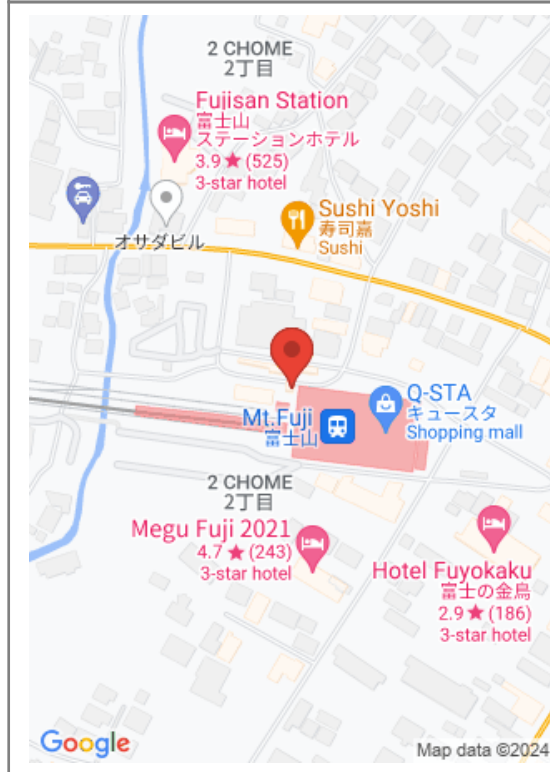 2 CHOME
2丁目
Fujisan Station
富士山
ステーションホテル
3.9★(525)
3-star hotel
オサダビル
Sushi Yoshi
寿司嘉
Sushi
Mt.Fuji
富士山
Q-STA
キュースタ
Shopping mall
2 CHOME
2丁目
Megu Fuji 2021
4.7★(243)
3-star hotel
Hotel Fuyokaku
富士の金鳥
2.9★(186)
3-star hotel
Google
Map data ©2024